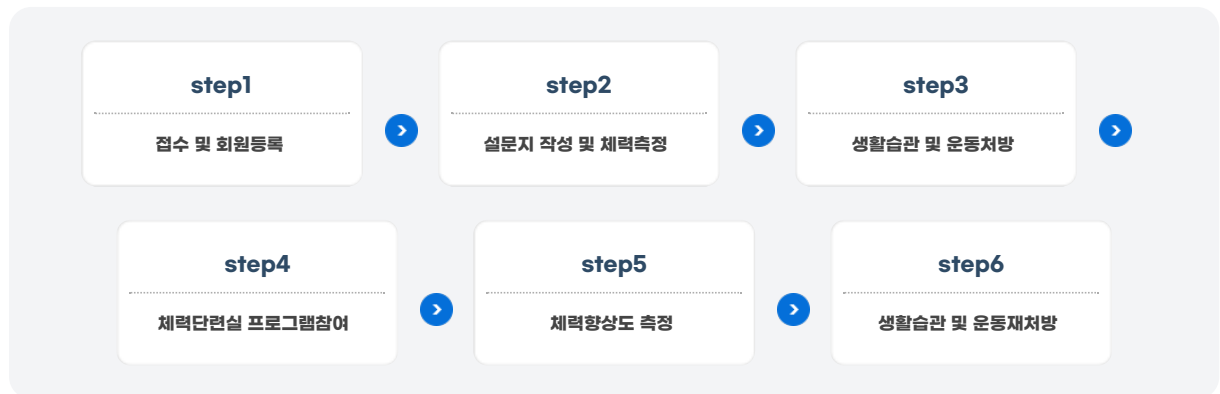 step1
접수 및 회원등록
step2
설문지 작성 및 체력측정
step3
생활습관 및 운동처방
step4
체력단련실 프로그램참여
step5
체력향상도 측정
step6
생활습관 및 운동재처방